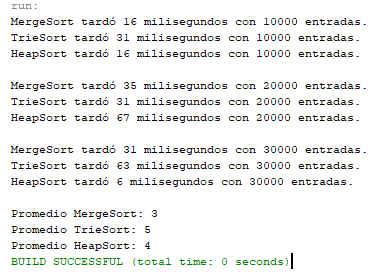 run:
MergeSort tardó 16 milisegundos con 10000 entradas.
TrieSort tardó 31 milisegundos con 10000 entradas.
HeapSort tardó 16 milisegundos con 10000 entradas.
MergeSort tardó 35 milisegundos con 20000 entradas.
TrieSort tardó 31 milisegundos con 20000 entradas.
HeapSort tardó 67 milisegundos con 20000 entradas.
MergeSort tardó 31 milisegundos con 30000 entradas.
TrieSort tardó 63 milisegundos con 30000 entradas.
HeapSort tardó 6 milisegundos con 30000 entradas.
Promedio MergeSort: 3
Promedio TrieSort: 5
Promedio HeapSort: 4
BUILD SUCCESSFUL (total time: 0 seconds)